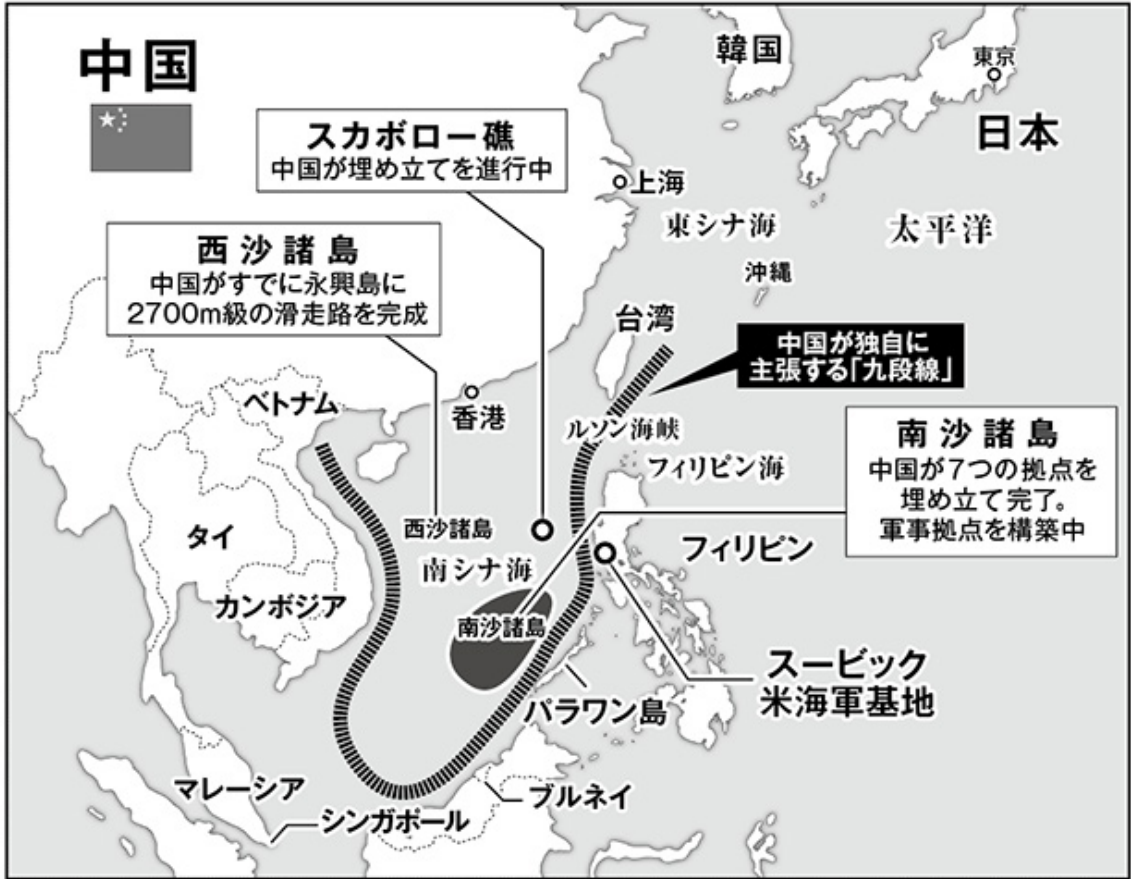 中国
韓国
東京
日本
スカボロー礁
中国が埋め立てを進行中
上海
東シナ海
太平洋
西沙諸島
中国がすでに永興島に
2700m級の滑走路を完成
沖縄
台湾
中国が独自に
主張する「九段線」
ベトナム
香港
ルソン海峡
フィリピン海
南沙諸島
中国が7つの拠点を
埋め立て完了。
軍事拠点を構築中
西沙諸島
タイ
南シナ海
フィリピン
カンボジア
南沙諸島
スービック
米海軍基地
パラワン島
マレーシア
ブルネイ
シンガポール